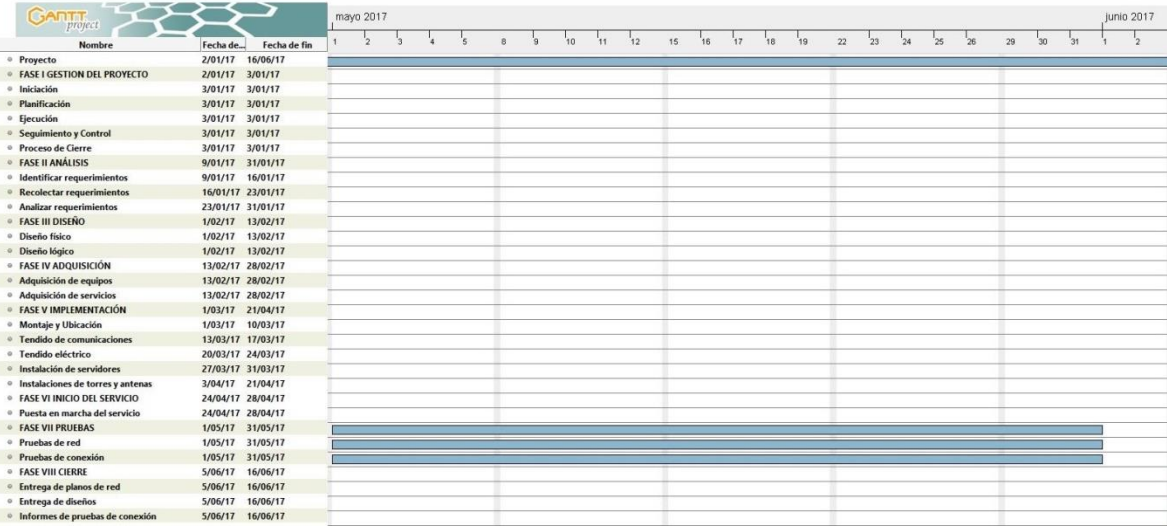 GANTT project
mayo 2017 junio 2017
Nombre Fecha de... Fecha de fin 1 2 3 4 5 8 9 10 11 12 15 16 17 18 19 22 23 24 25 26 29 30 31 1 2
Proyecto 2/01/17 16/06/17
FASE I GESTION DEL PROYECTO 2/01/17 3/01/17
Iniciación 3/01/17 3/01/17
Planificación 3/01/17 3/01/17
Ejecución 3/01/17 3/01/17
Seguimiento y Control 3/01/17 3/01/17
Proceso de Cierre 3/01/17 3/01/17
FASE II ANÁLISIS 9/01/17 31/01/17
Identificar requerimientos 9/01/17 16/01/17
Recolectar requerimientos 16/01/17 23/01/17
Analizar requerimientos 23/01/17 31/01/17
FASE III DISEÑO 1/02/17 13/02/17
Diseño físico 1/02/17 13/02/17
Diseño lógico 1/02/17 13/02/17
FASE IV ADQUISICIÓN 13/02/17 28/02/17
Adquisición de equipos 13/02/17 28/02/17
Adquisición de servicios 13/02/17 28/02/17
FASE V IMPLEMENTACIÓN 1/03/17 21/04/17
Montaje y Ubicación 1/03/17 10/03/17
Tendido de comunicaciones 13/03/17 17/03/17
Tendido eléctrico 20/03/17 24/03/17
Instalación de servidores 27/03/17 31/03/17
Instalaciones de torres y antenas 3/04/17 21/04/17
FASE VI INICIO DEL SERVICIO 24/04/17 28/04/17
Puesta en marcha del servicio 24/04/17 28/04/17
FASE VII PRUEBAS 1/05/17 31/05/17
Pruebas de red 1/05/17 31/05/17
Pruebas de conexión 1/05/17 31/05/17
FASE VIII CIERRE 5/06/17 16/06/17
Entrega de planos de red 5/06/17 16/06/17
Entrega de diseños 5/06/17 16/06/17
Informes de pruebas de conexión 5/06/17 16/06/17